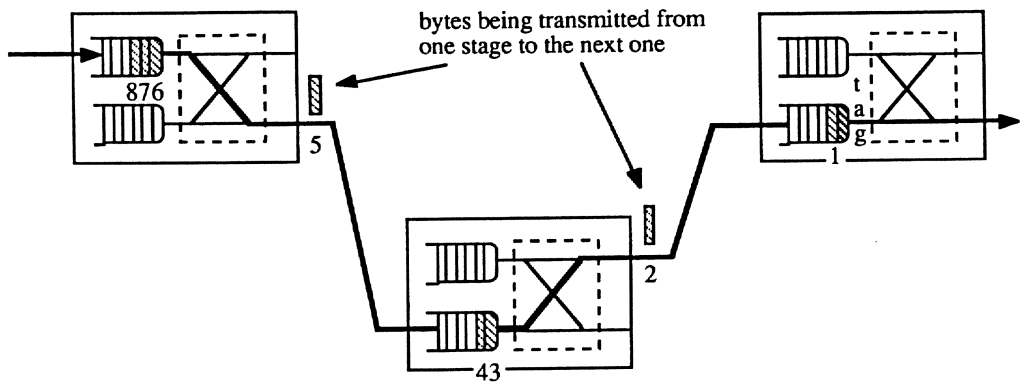 bytes being transmitted from
one stage to the next one
876
5
t
a
g
1
2
43